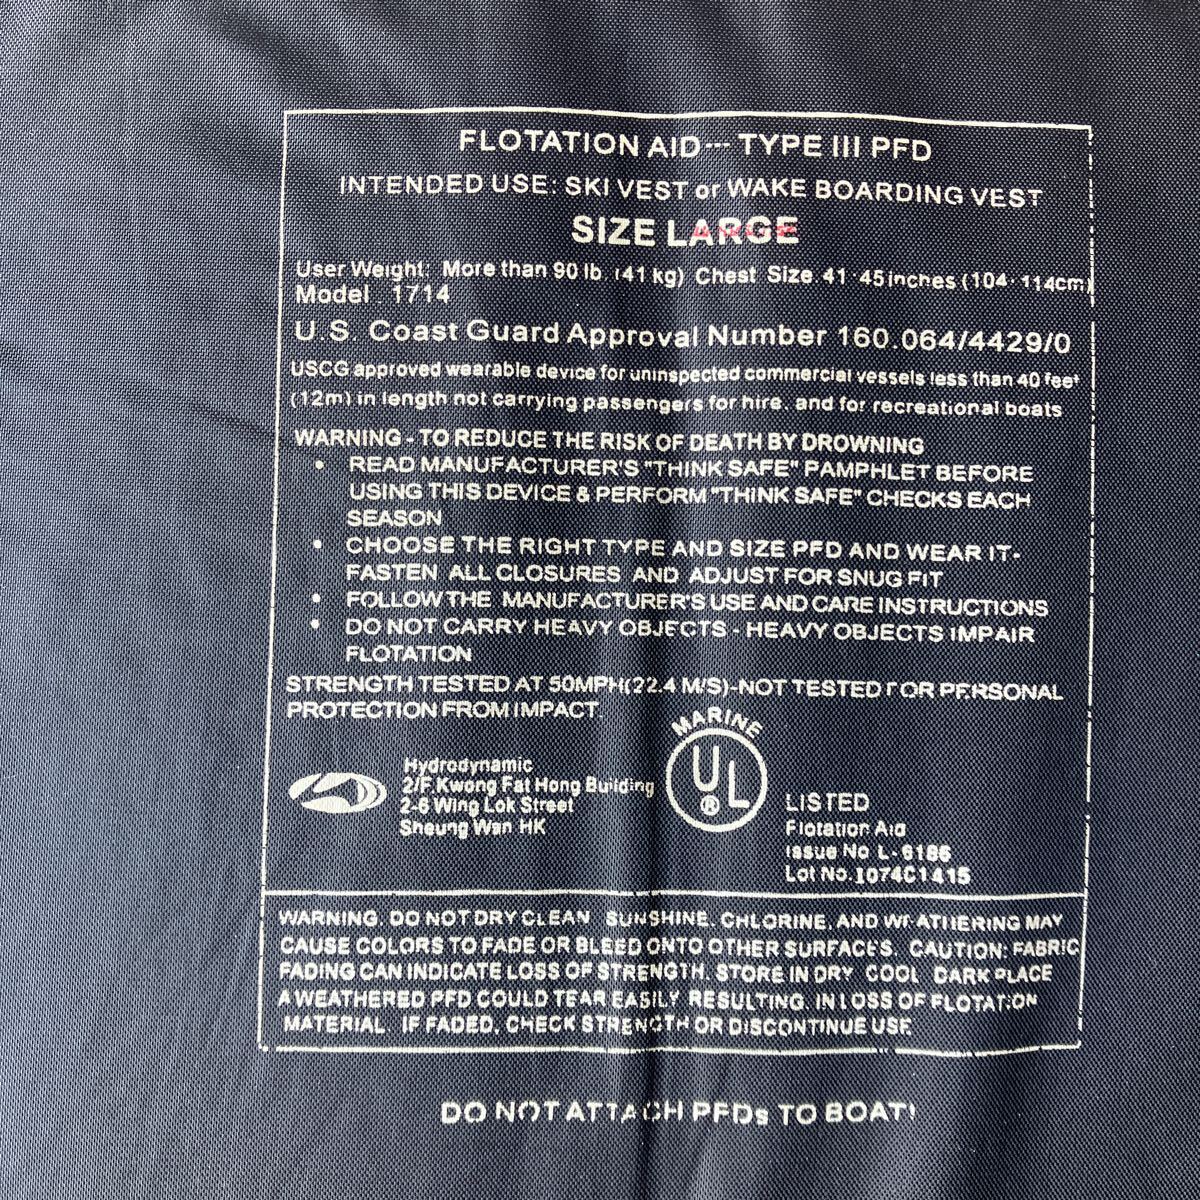 FLOTATION AID--- TYPE III PFD
INTENDED USE: SKI VEST or WAKE BOARDING VEST
SIZE LARGE
User Weight: More than 90 lb. (41 kg) Chest Size. 41-45 inches (104-114cm)
Model . 1714
U.S. Coast Guard Approval Number 160.064/4429/0
USCG approved wearable device for uninspected commercial vessels less than 40 feet
(12m) in length not carrying passengers for hire. and for recreational boats
WARNING - TO REDUCE THE RISK OF DEATH BY DROWNING
• READ MANUFACTURER'S "THINK SAFE" PAMPHLET BEFORE
USING THIS DEVICE & PERFORM "THINK SAFE" CHECKS EACH
SEASON
• CHOOSE THE RIGHT TYPE AND SIZE PFD AND WEAR IT-
FASTEN ALL CLOSURES AND ADJUST FOR SNUG FIT
• FOLLOW THE MANUFACTURER'S USE AND CARE INSTRUCTIONS
• DO NOT CARRY HEAVY OBJECTS - HEAVY OBJECTS IMPAIR
FLOTATION
STRENGTH TESTED AT 50MPH(22.4 M/S)-NOT TESTED FOR PERSONAL
PROTECTION FROM IMPACT.
Hydrodynamic
2/F Kwong Fat Hong Building
2-6 Wing Lok Street
Sheung Wan HK
MARINE
UL ®
LISTED
Flotation Aid
Issue No L-6186
Lot No. 1074C1415
WARNING. DO NOT DRY CLEAN SUNSHINE, CHLORINE, AND WEATHERING MAY
CAUSE COLORS TO FADE OR BLEED ONTO OTHER SURFACES. CAUTION: FABRIC
FADING CAN INDICATE LOSS OF STRENGTH. STORE IN DRY COOL DARK PLACE
A WEATHERED PFD COULD TEAR EASILY RESULTING. IN LOSS OF FLOTATION
MATERIAL IF FADED, CHECK STRENGTH OR DISCONTINUE USE
DO NOT ATTACH PFDs TO BOAT!